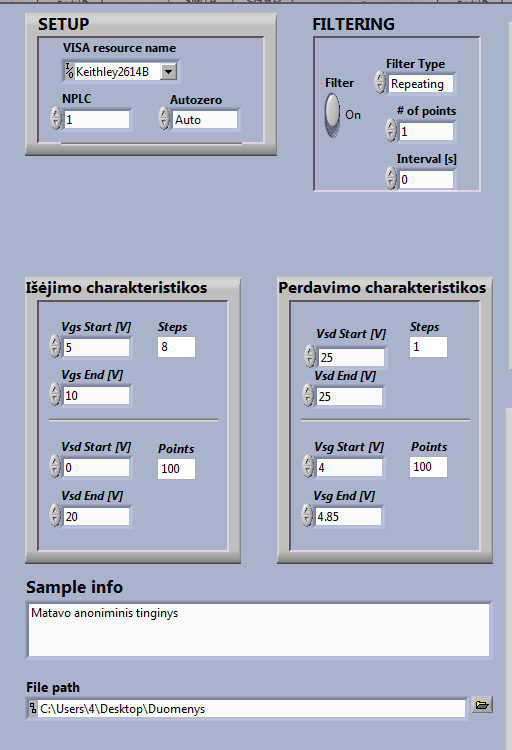 SETUP
VISA resource name
Keithley2614B
NPLC
Autozero
1
Auto
FILTERING
Filter
On
Filter Type
Repeating
# of points
1
Interval [s]
0
Išėjimo charakteristikos
Vgs Start [V]
Steps
5
8
Vgs End [V]
10
Vsd Start [V]
Points
0
100
Vsd End [V]
20
Perdavimo charakteristikos
Vsd Start [V]
Steps
25
1
Vsd End [V]
25
Vsg Start [V]
Points
4
100
Vsg End [V]
4.85
Sample info
Matavo anoniminis tinginys
File path
C:\Users\4\Desktop\Duomenys